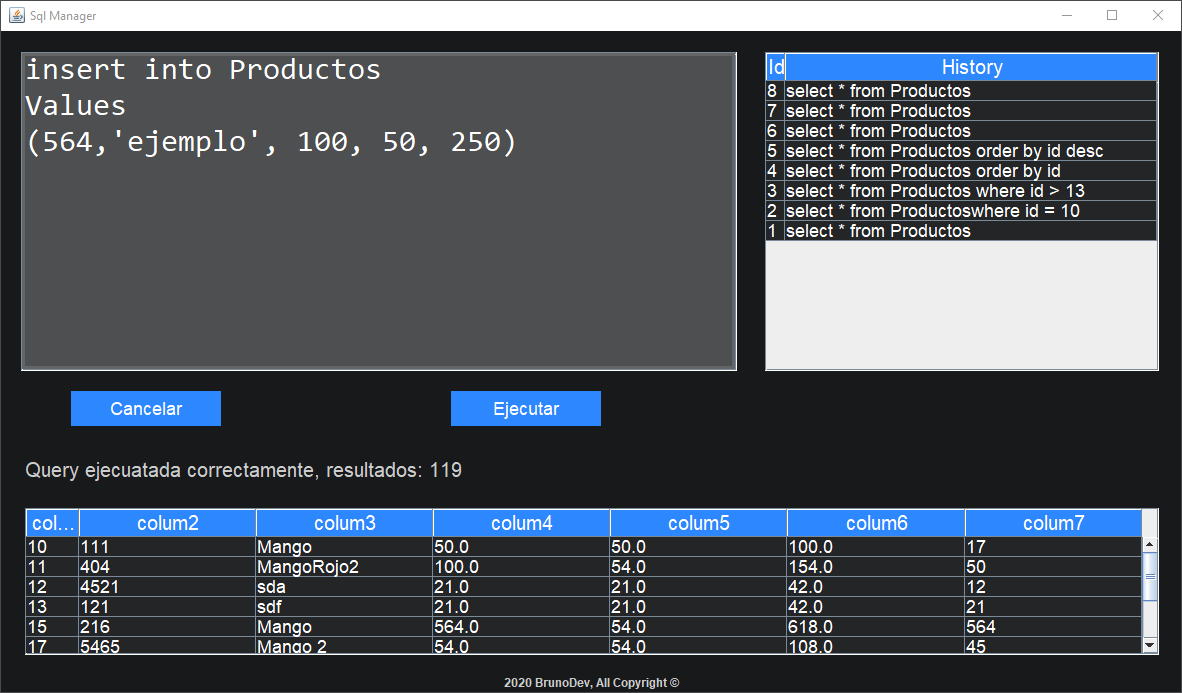 Sql Manager
insert into Productos
Values
(564,'ejemplo', 100, 50, 250)
Id History
8 select * from Productos
7 select * from Productos
6 select * from Productos
5 select * from Productos order by id desc
4 select * from Productos order by id
3 select * from Productos where id > 13
2 select * from Productoswhere id = 10
1 select * from Productos
Cancelar Ejecutar
Query ejecuatada correctamente, resultados: 119
col... colum2 colum3 colum4 colum5 colum6 colum7
10 111 Mango 50.0 50.0 100.0 17
11 404 MangoRojo2 100.0 54.0 154.0 50
12 4521 sda 21.0 21.0 42.0 12
13 121 sdf 21.0 21.0 42.0 21
15 216 Mango 564.0 54.0 618.0 564
17 5465 Mango 2 54.0 54.0 108.0 45
2020 BrunoDev, All Copyright ©